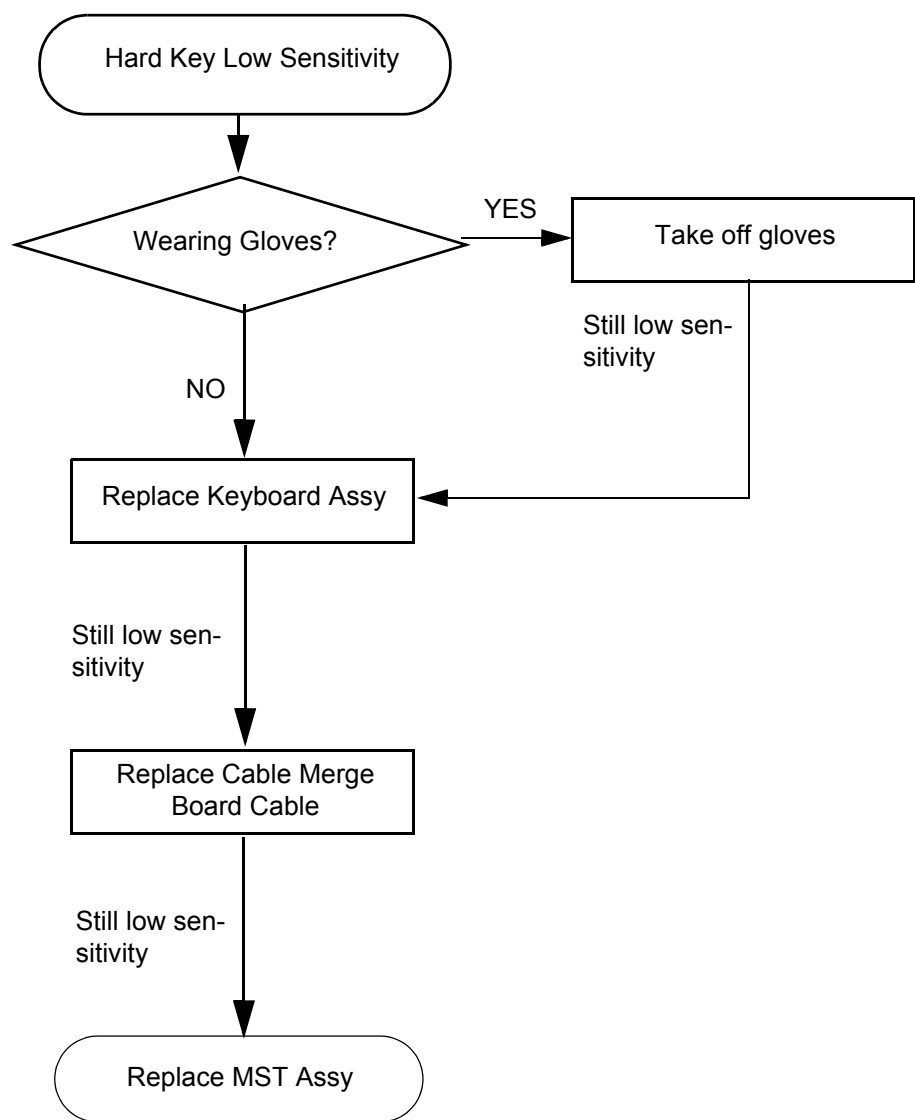 Hard Key Low Sensitivity
YES
Wearing Gloves?
Take off gloves
Still low sen-
sitivity
NO
Replace Keyboard Assy
Still low sen-
sitivity
Replace Cable Merge
Board Cable
Still low sen-
sitivity
Replace MST Assy